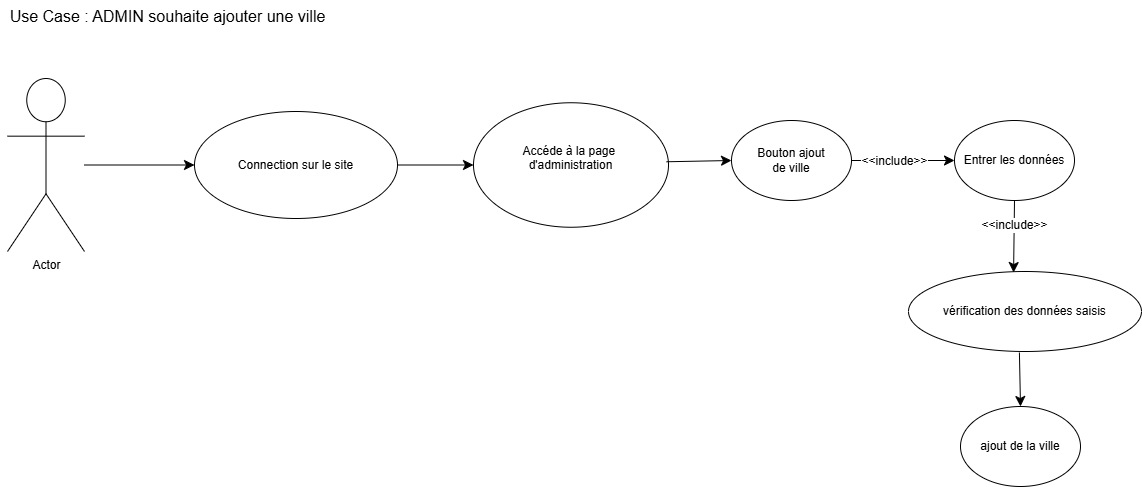 Use Case : ADMIN souhaite ajouter une ville
Connection sur le site
Accéde à la page
d'administration
Bouton ajout
de ville
<<include>>
Entrer les données
<<include>>
Actor
vérification des données saisis
ajout de la ville